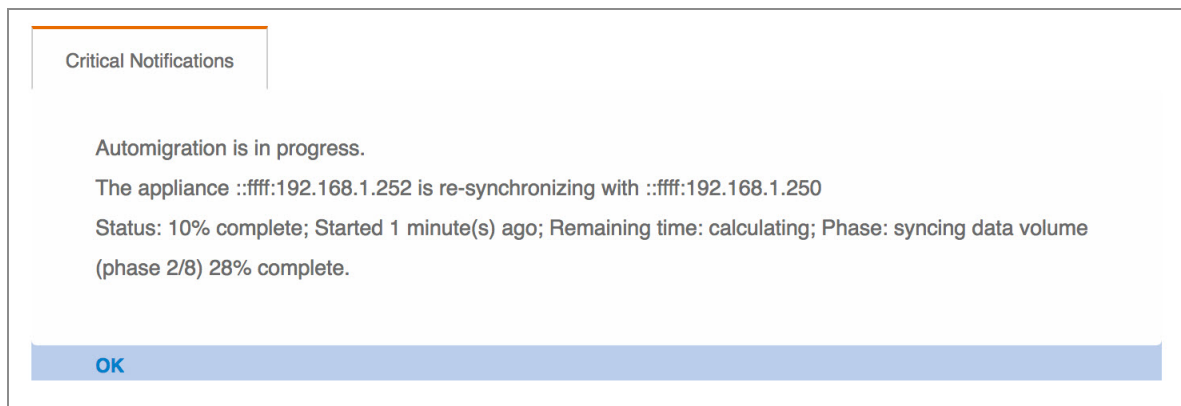 Critical Notifications
Automigration is in progress.
The appliance ::ffff:192.168.1.252 is re-synchronizing with ::ffff:192.168.1.250
Status: 10% complete; Started 1 minute(s) ago; Remaining time: calculating; Phase: syncing data volume
(phase 2/8) 28% complete.
OK